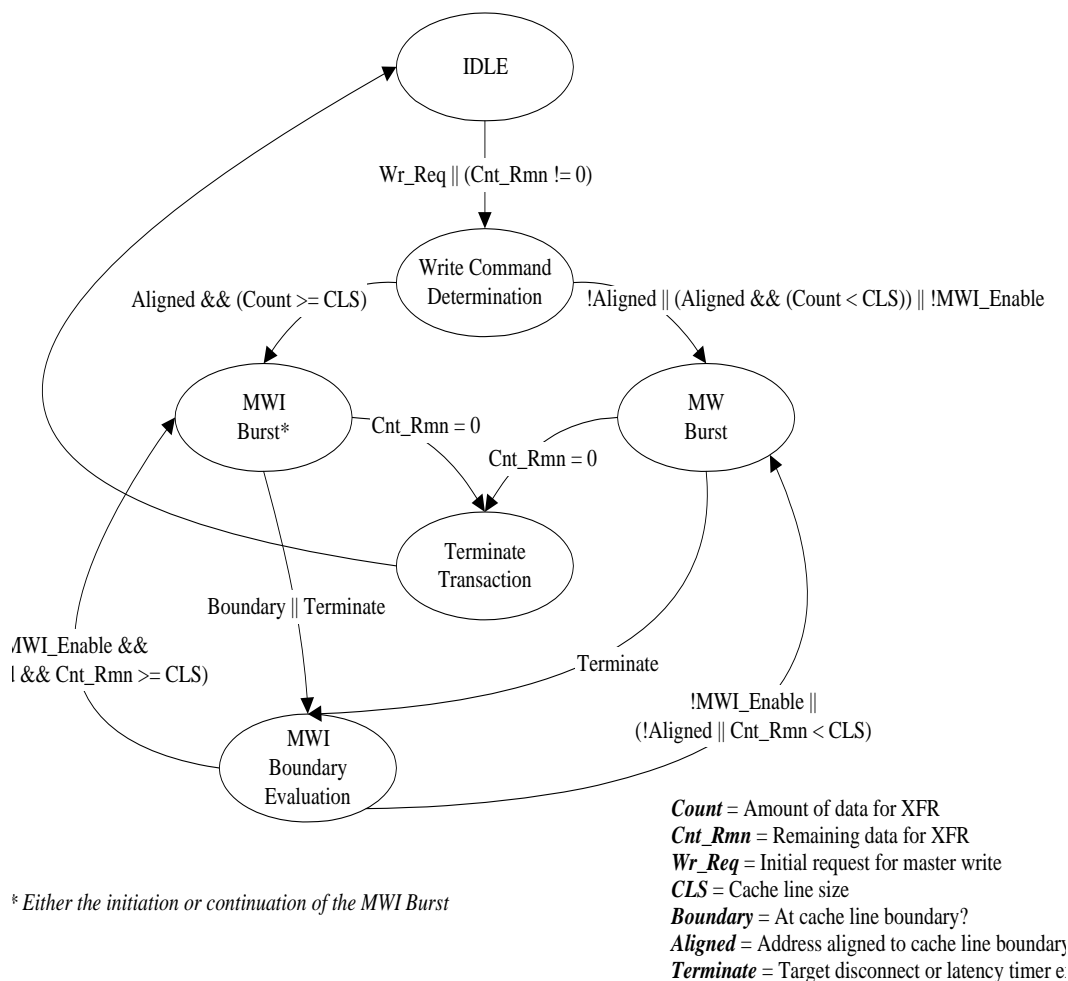 IDLE
Wr_Req || (Cnt_Rmn != 0)
Write Command
Determination
Aligned && (Count >= CLS)
!Aligned || (Aligned && (Count < CLS)) || !MWI_Enable
MWI
Burst*
MW
Burst
Cnt_Rmn = 0
Cnt_Rmn = 0
Terminate
Transaction
Boundary || Terminate
MWI_Enable &&
&& Cnt_Rmn >= CLS)
Terminate
!MWI_Enable ||
(!Aligned || Cnt_Rmn < CLS)
MWI
Boundary
Evaluation
Count = Amount of data for XFR
Cnt_Rmn = Remaining data for XFR
Wr_Req = Initial request for master write
CLS = Cache line size
Boundary = At cache line boundary?
Aligned = Address aligned to cache line boundary
Terminate = Target disconnect or latency timer
* Either the initiation or continuation of the MWI Burst